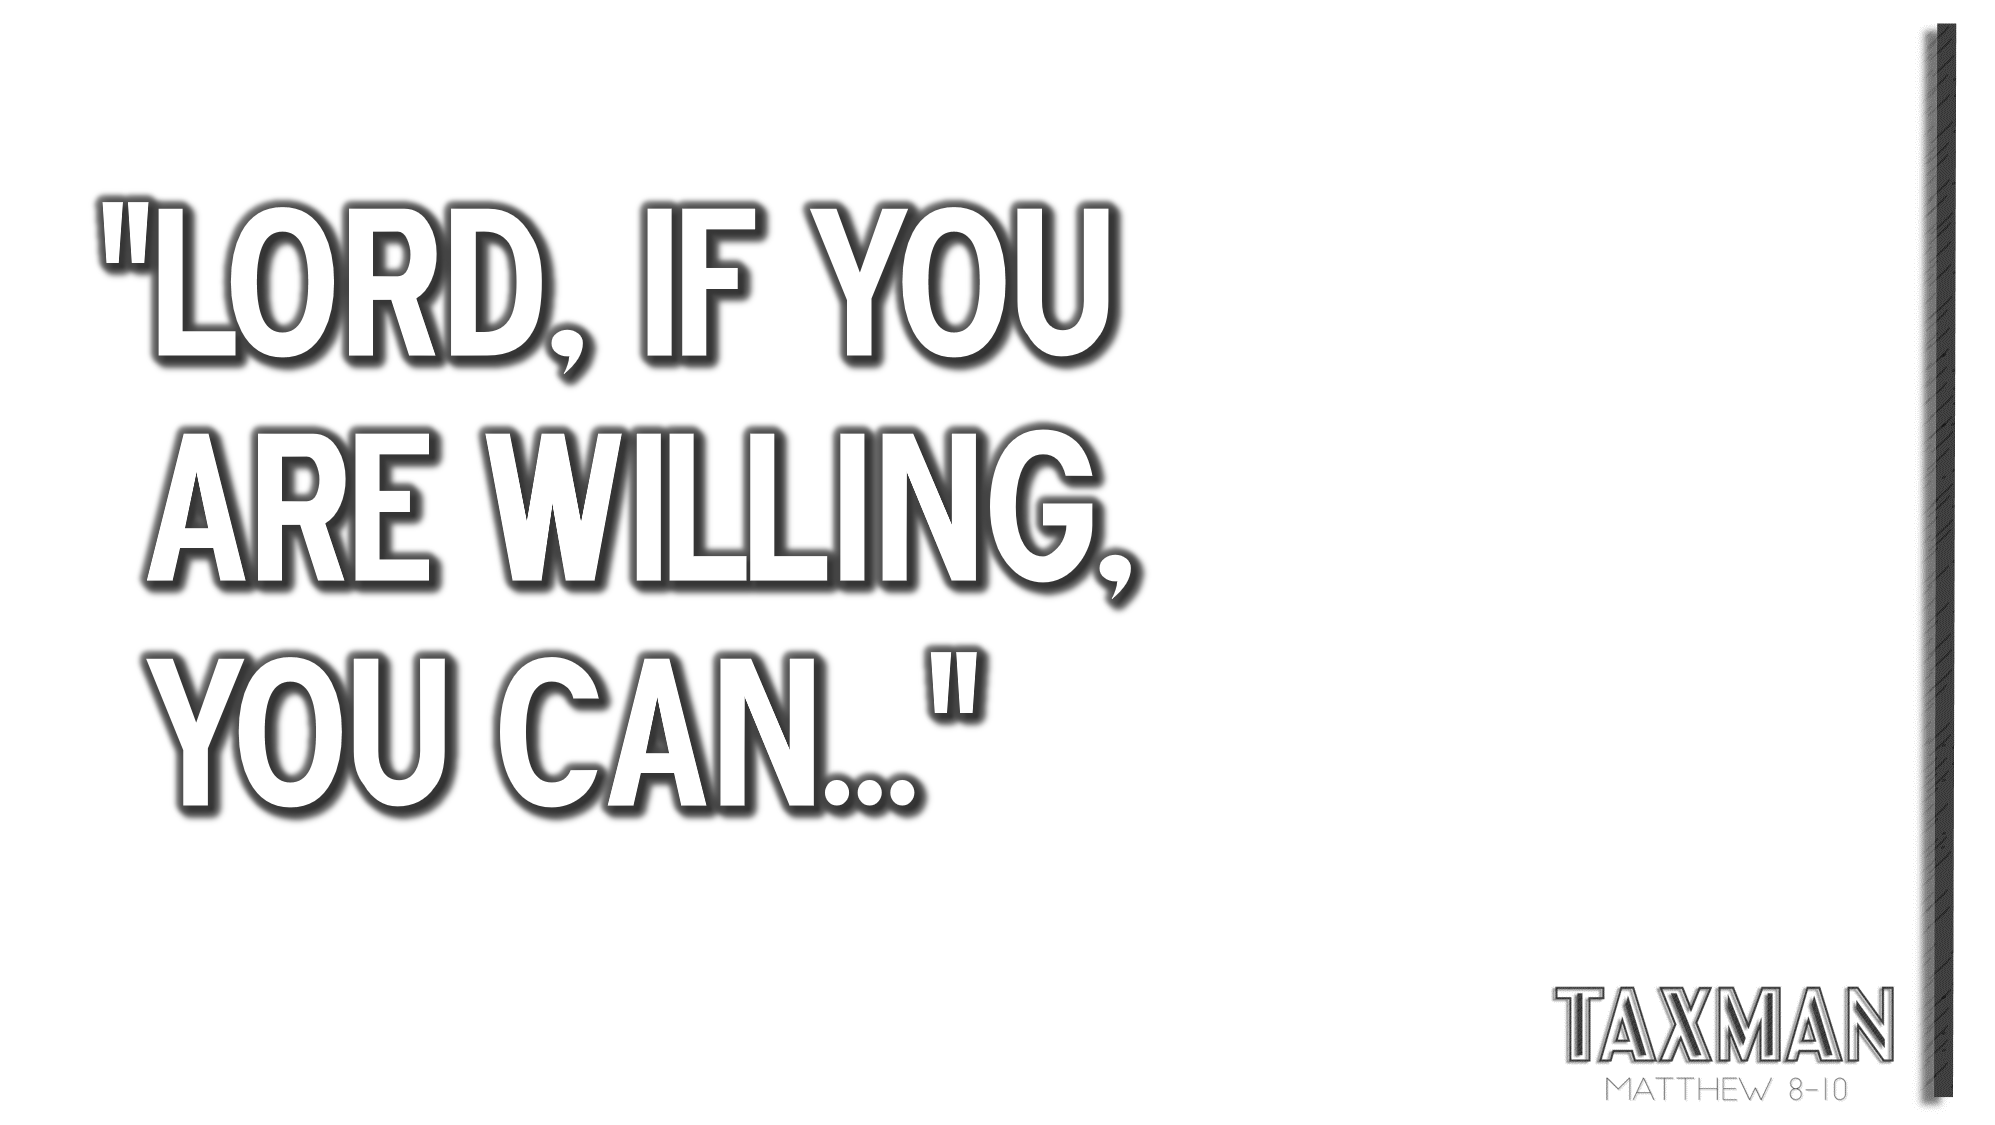 "LORD, IF YOU
ARE WILLING,
YOU CAN..."
TAXMAN
MATTHEW 8-10